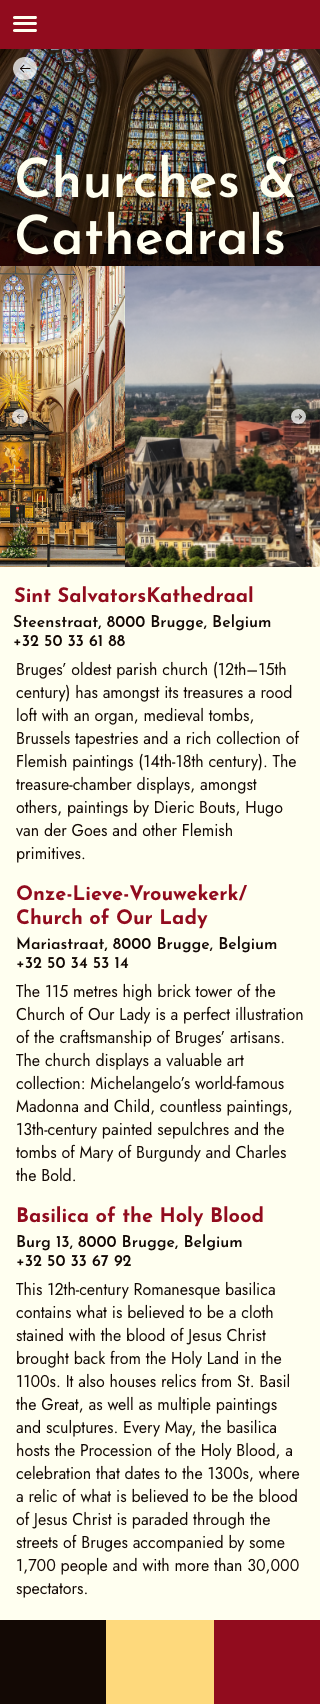 Churches &
Cathedrals
Sint SalvatorsKathedraal
Steenstraat, 8000 Brugge, Belgium
+32 50 33 61 88
Bruges’ oldest parish church (12th–15th
century) has amongst its treasures a rood
loft with an organ, medieval tombs,
Brussels tapestries and a rich collection of
Flemish paintings (14th-18th century). The
treasure-chamber displays, amongst
others, paintings by Dieric Bouts, Hugo
van der Goes and other Flemish
primitives.
Onze-Lieve-Vrouwekerk/
Church of Our Lady
Mariastraat, 8000 Brugge, Belgium
+32 50 34 53 14
The 115 metres high brick tower of the
Church of Our Lady is a perfect illustration
of the craftsmanship of Bruges’ artisans.
The church displays a valuable art
collection: Michelangelo’s world-famous
Madonna and Child, countless paintings,
13th-century painted sepulchres and the
tombs of Mary of Burgundy and Charles
the Bold.
Basilica of the Holy Blood
Burg 13, 8000 Brugge, Belgium
+32 50 33 67 92
This 12th-century Romanesque basilica
contains what is believed to be a cloth
stained with the blood of Jesus Christ
brought back from the Holy Land in the
1100s. It also houses relics from St. Basil
the Great, as well as multiple paintings
and sculptures. Every May, the basilica
hosts the Procession of the Holy Blood, a
celebration that dates to the 1300s, where
a relic of what is believed to be the blood
of Jesus Christ is paraded through the
streets of Bruges accompanied by some
1,700 people and with more than 30,000
spectators.